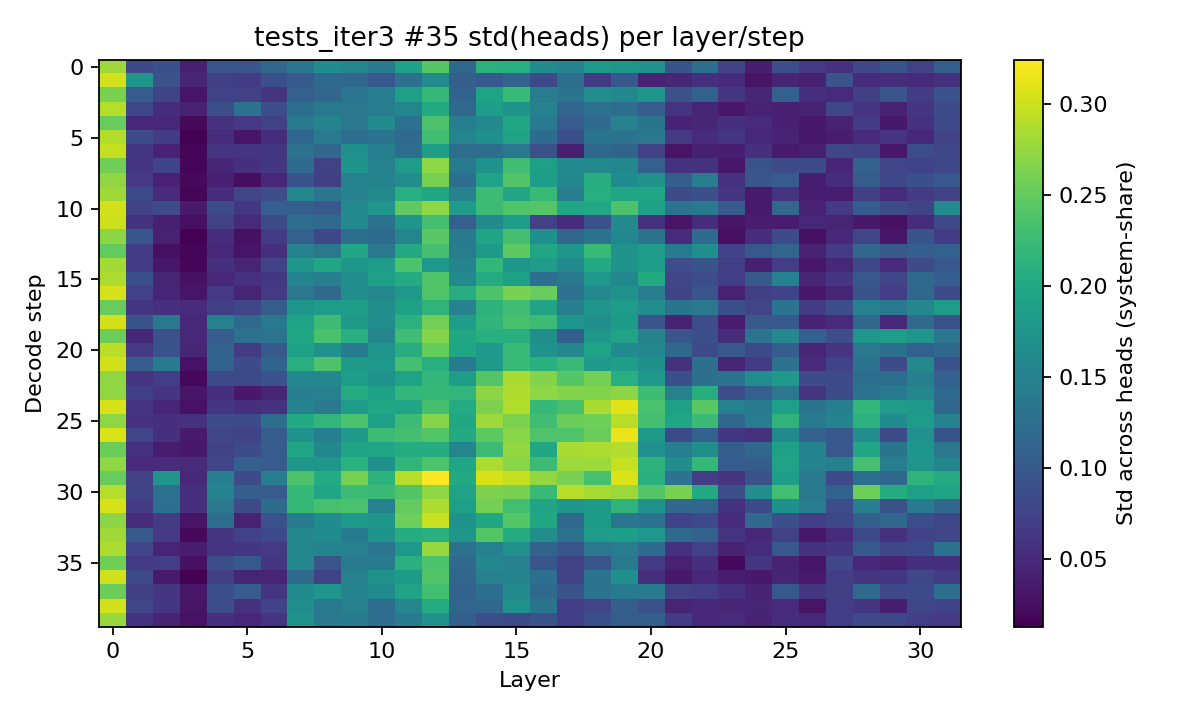 tests_iter3 #35 std(heads) per layer/step
0
5
10
15
20
25
30
35
Decode step
0 5 10 15 20 25 30
Layer
0.30
0.25
0.20
0.15
0.10
0.05
Std across heads (system-share)